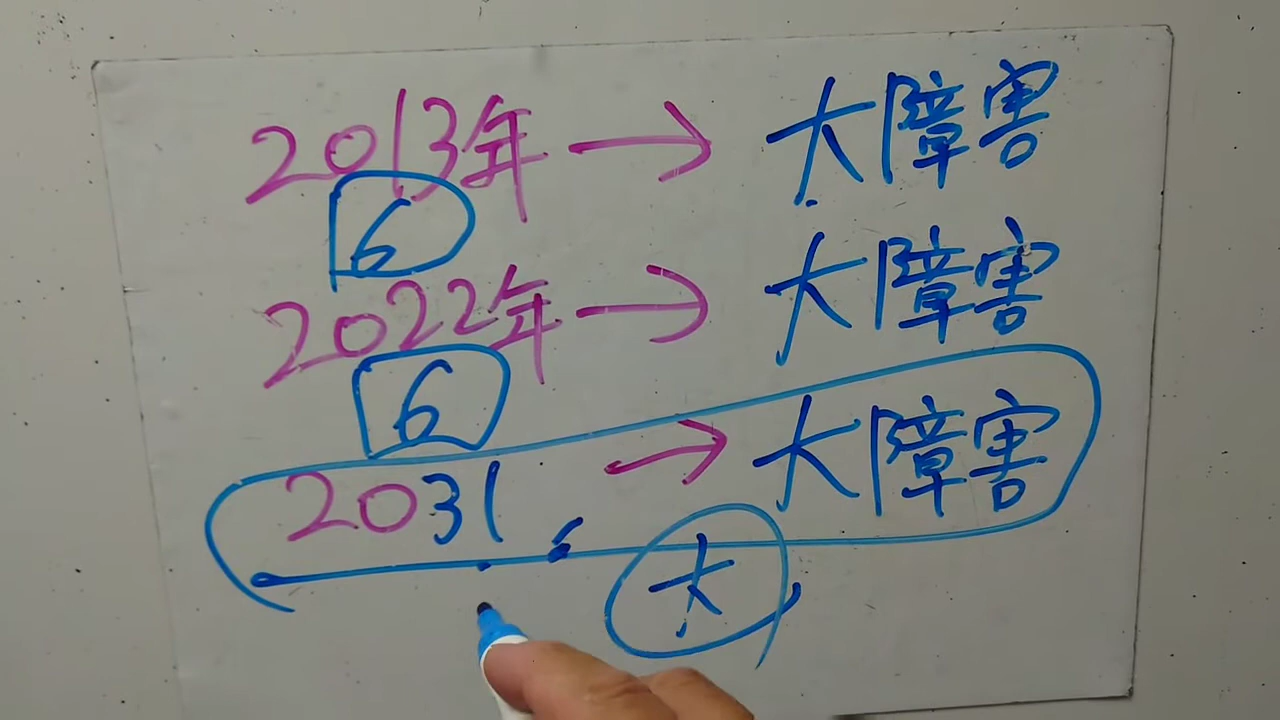 2013年 → 大障害
6
2022年 → 大障害
6
2031 → 大障害
大